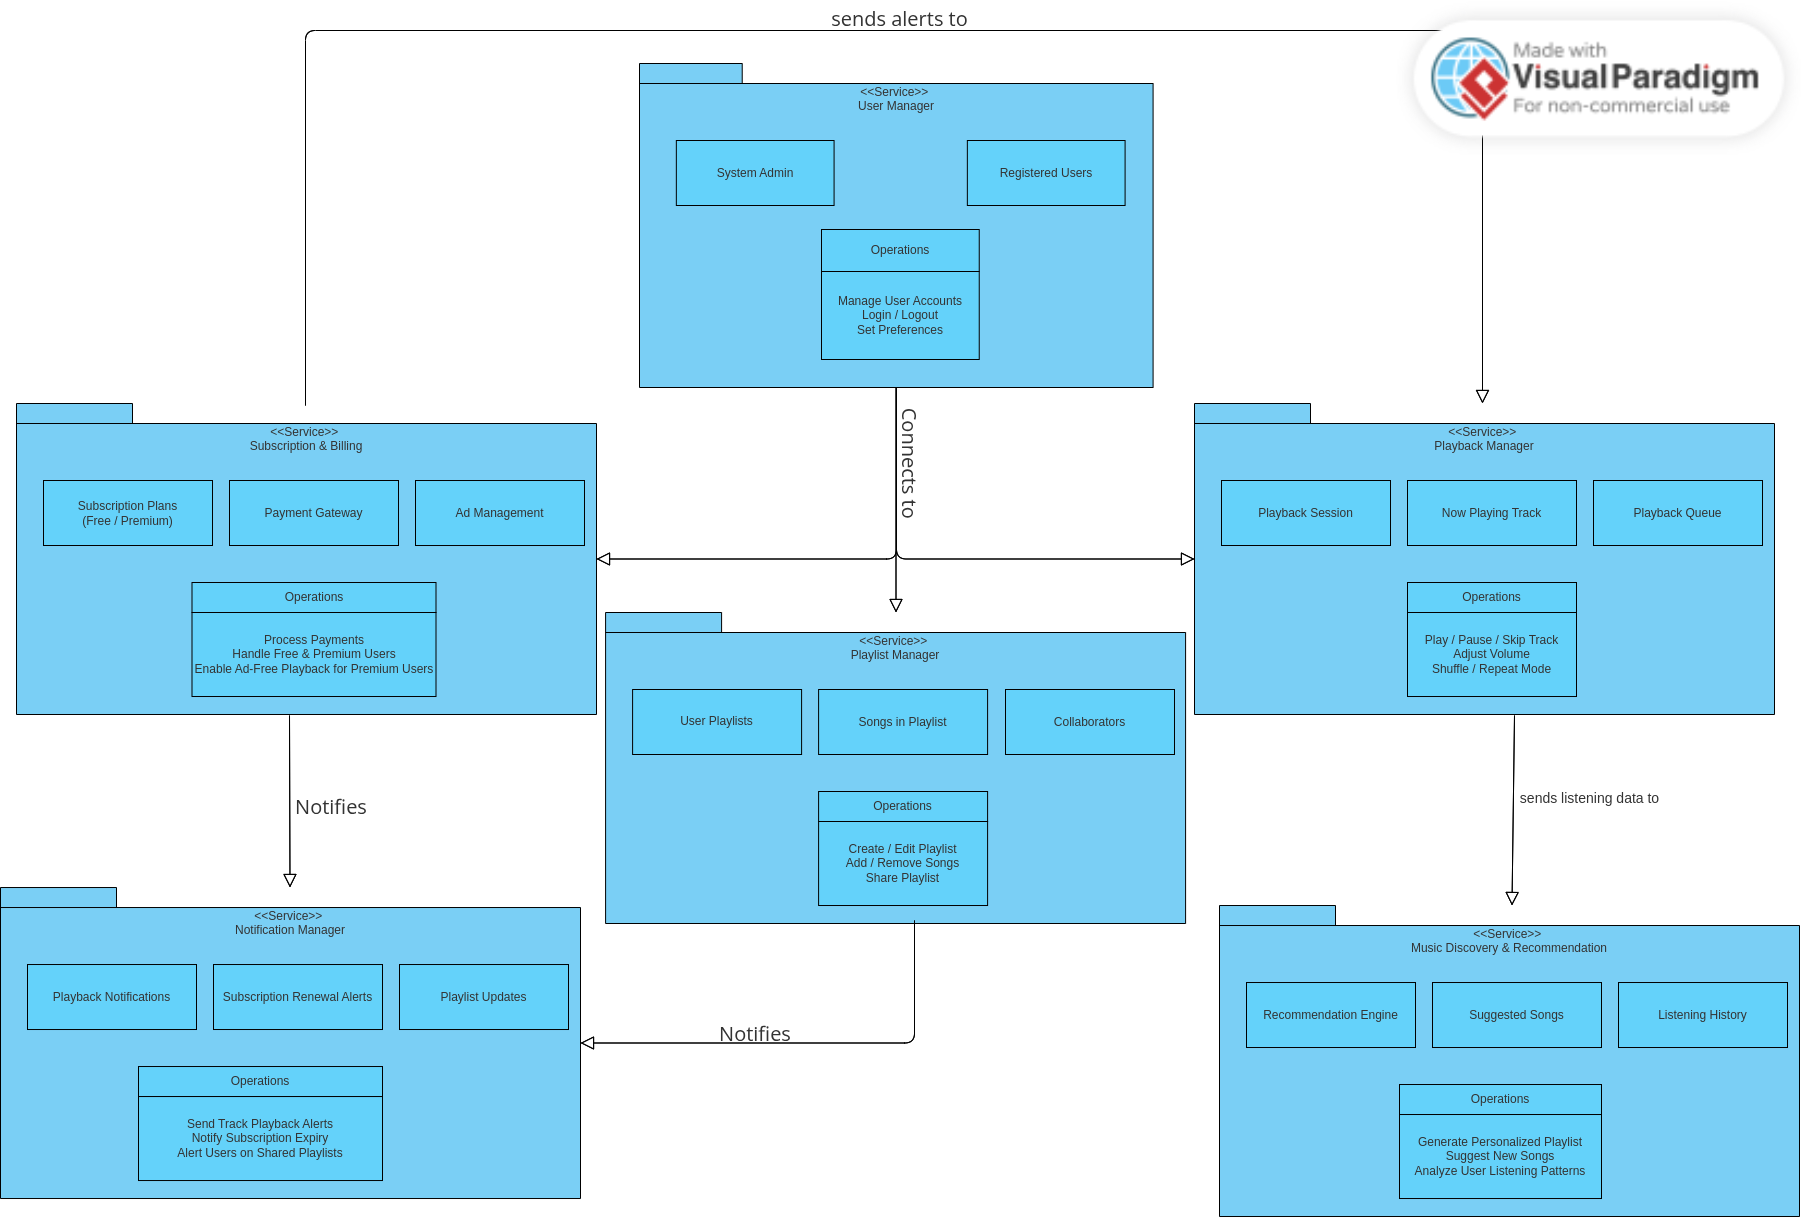 sends alerts to
Made with
Visual Paradigm
For non-commercial use
<<Service>>
User Manager
System Admin
Registered Users
Operations
Manage User Accounts
Login / Logout
Set Preferences
Connects to
<<Service>>
Subscription & Billing
Subscription Plans
(Free / Premium)
Payment Gateway
Ad Management
Operations
Process Payments
Handle Free & Premium Users
Enable Ad-Free Playback for Premium Users
<<Service>>
Playback Manager
Playback Session
Now Playing Track
Playback Queue
Operations
Play / Pause / Skip Track
Adjust Volume
Shuffle / Repeat Mode
<<Service>>
Playlist Manager
User Playlists
Songs in Playlist
Collaborators
Operations
Create / Edit Playlist
Add / Remove Songs
Share Playlist
Notifies
sends listening data to
<<Service>>
Notification Manager
Playback Notifications
Subscription Renewal Alerts
Playlist Updates
Operations
Send Track Playback Alerts
Notify Subscription Expiry
Alert Users on Shared Playlists
Notifies
<<Service>>
Music Discovery & Recommendation
Recommendation Engine
Suggested Songs
Listening History
Operations
Generate Personalized Playlist
Suggest New Songs
Analyze User Listening Patterns